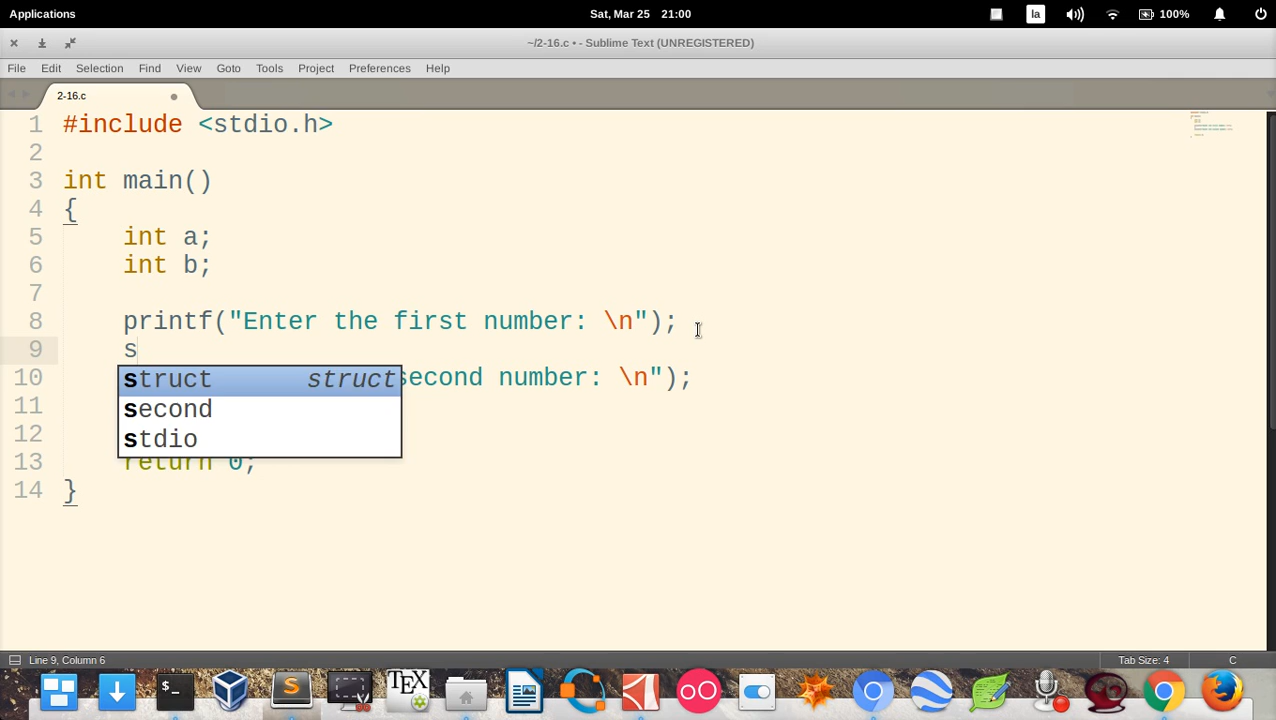 Applications
Sat, Mar 25 21:00
la
100%
~/2-16.c • - Sublime Text (UNREGISTERED)
File Edit Selection Find View Goto Tools Project Preferences Help
2-16.c
1 #include <stdio.h>
2
3 int main()
4 {
5 int a;
6 int b;
7
8 printf("Enter the first number: \n");
9 s
struct struct
10 second number: \n");
second
11
stdio
12
13 return 0;
14 }
Line 9, Column 6
Tab Size: 4
C
TEX